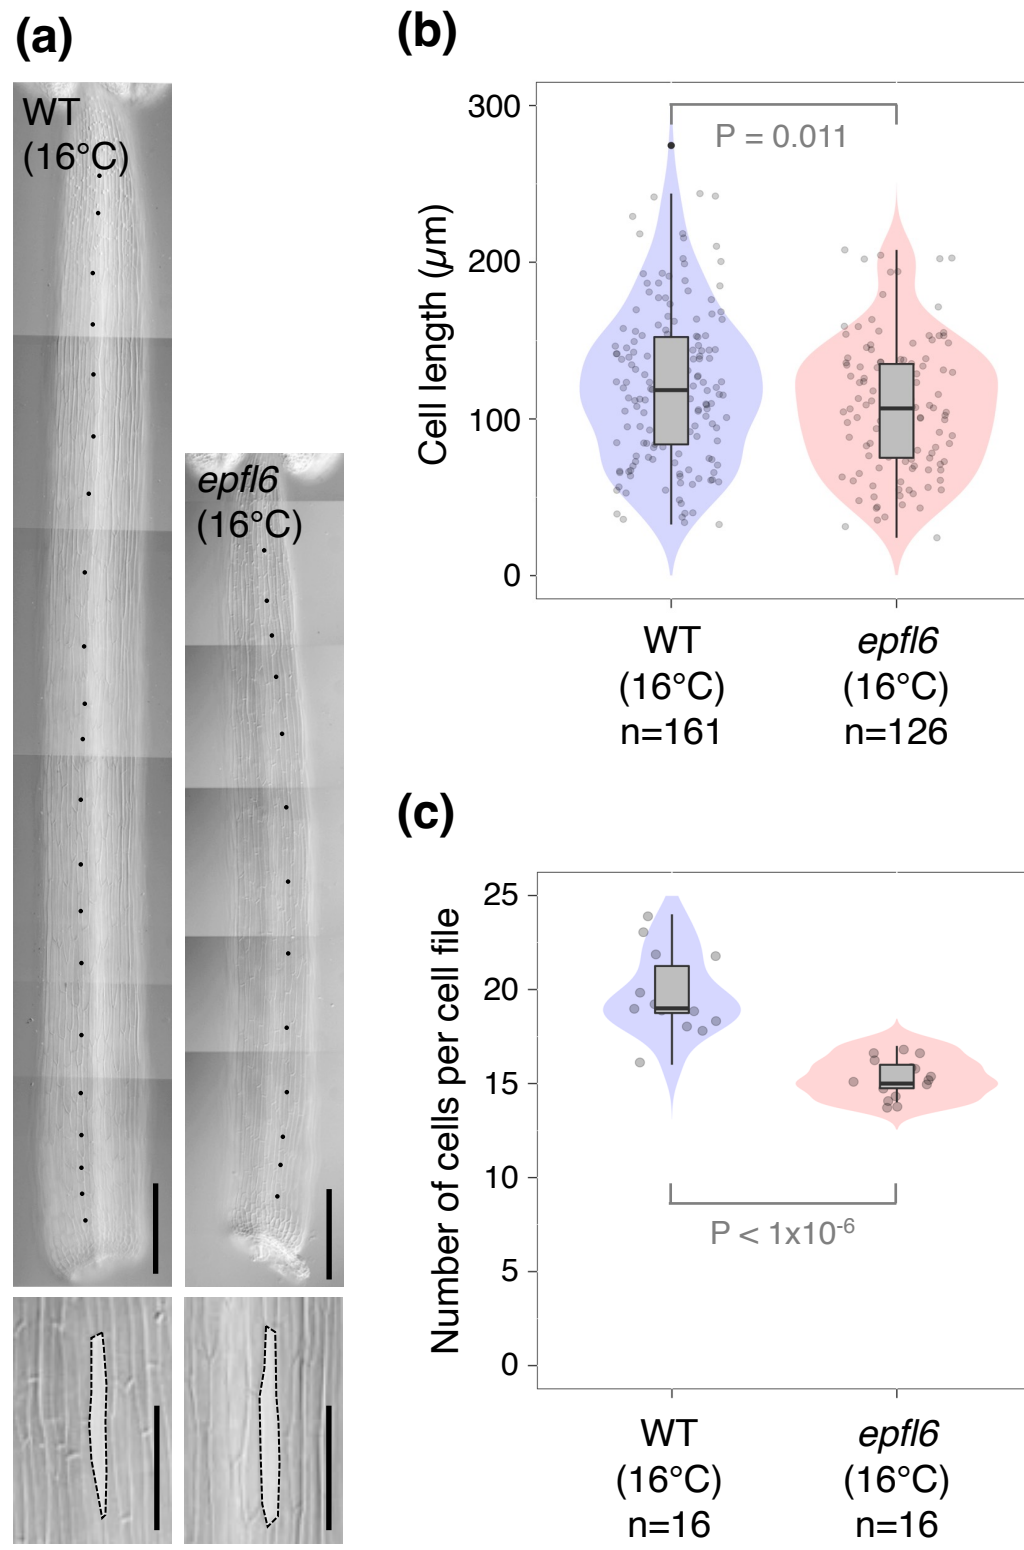 (a)
WT
(16°C)
epfl6
(16°C)
(b)
Cell length (µm)
300
200
100
0
P = 0.011
WT
(16°C)
n=161
epfl6
(16°C)
n=126
(c)
Number of cells per cell file
25
20
15
10
5
0
P < 1x10⁻⁶
WT
(16°C)
n=16
epfl6
(16°C)
n=16